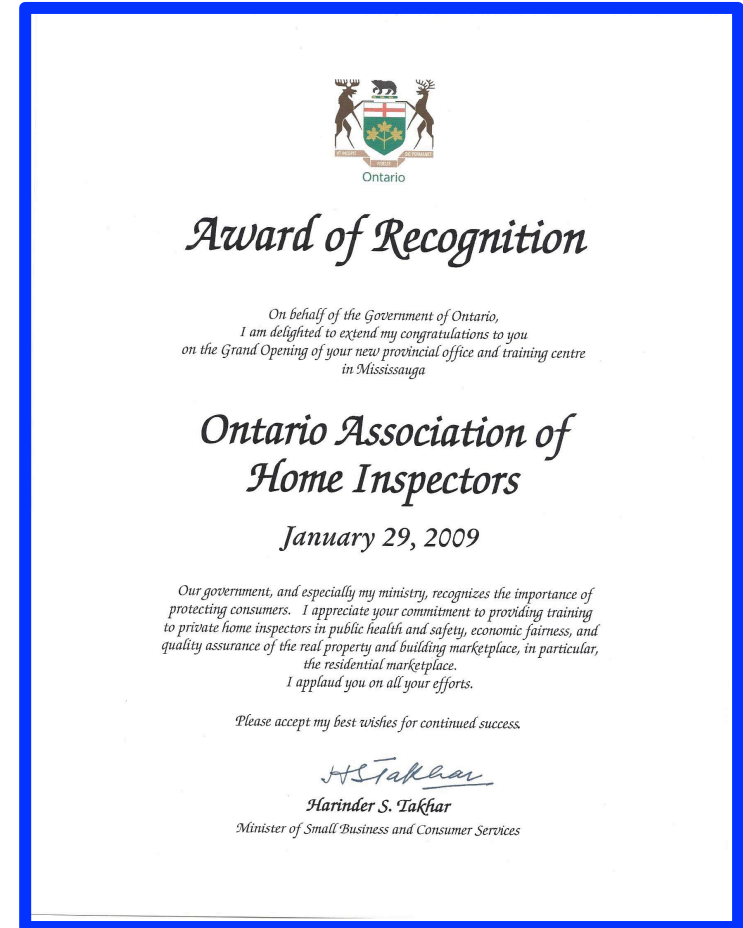 Ontario
Award of Recognition
On behalf of the Government of Ontario,
I am delighted to extend my congratulations to you
on the Grand Opening of your new provincial office and training centre
in Mississauga
Ontario Association of
Home Inspectors
January 29, 2009
Our government, and especially my ministry, recognizes the importance of
protecting consumers. I appreciate your commitment to providing training
to private home inspectors in public health and safety, economic fairness, and
quality assurance of the real property and building marketplace, in particular,
the residential marketplace.
I applaud you on all your efforts.
Please accept my best wishes for continued success.
HSTakhar
Harinder S. Takhar
Minister of Small Business and Consumer Services